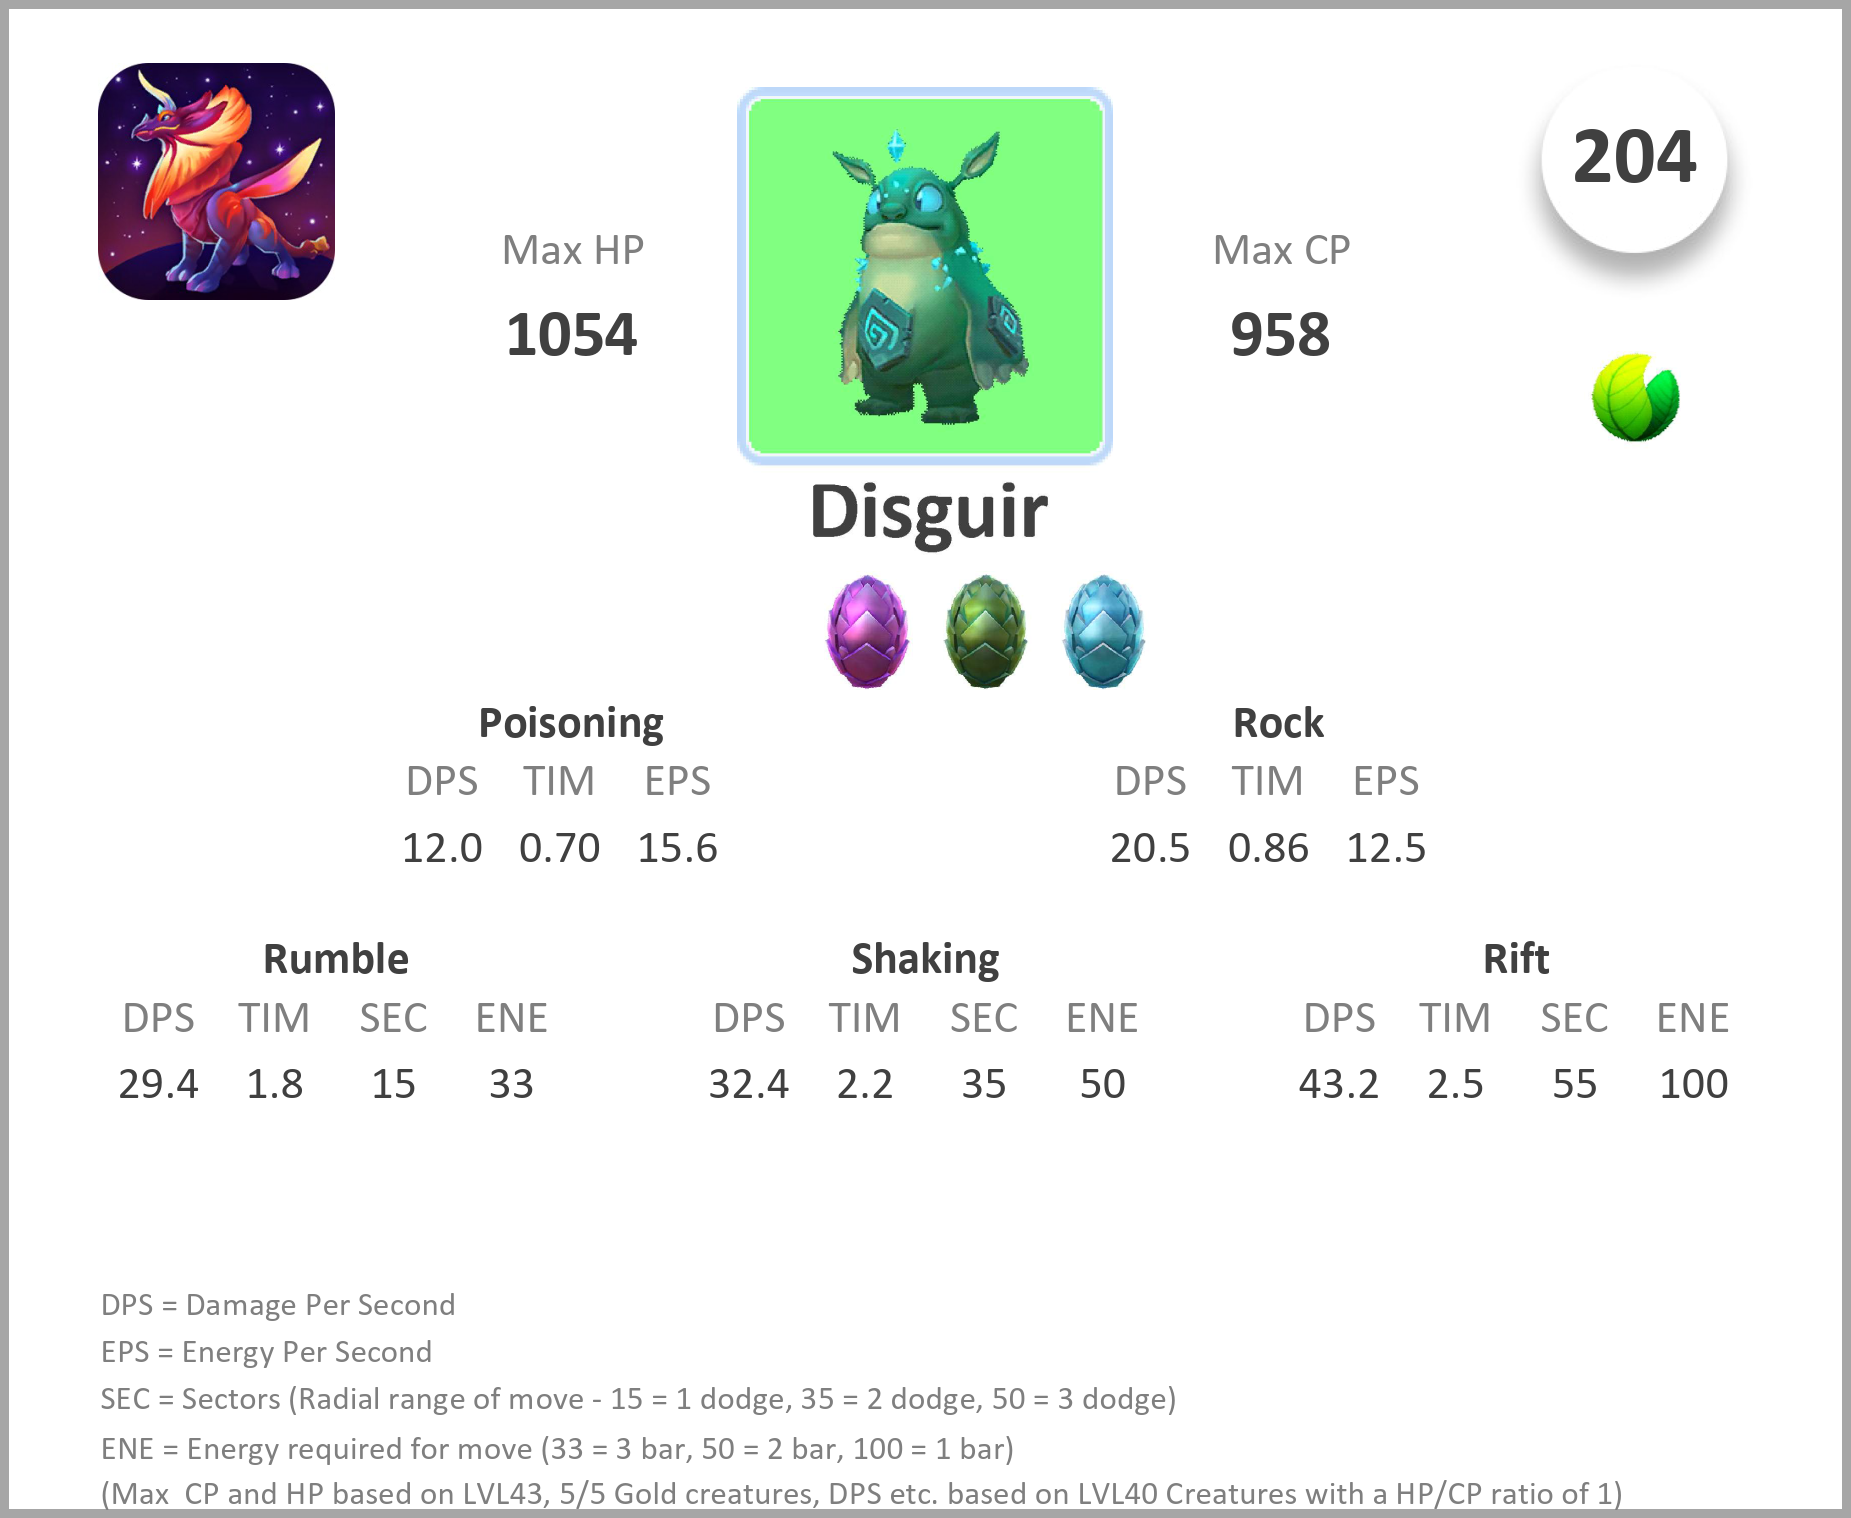 204
Max HP
Max CP
1054
958
Disguir
Poisoning Rock
DPS TIM EPS DPS TIM EPS
12.0 0.70 15.6 20.5 0.86 12.5
Rumble Shaking Rift
DPS TIM SEC ENE DPS TIM SEC ENE DPS TIM SEC ENE
29.4 1.8 15 33 32.4 2.2 35 50 43.2 2.5 55 100
DPS = Damage Per Second
EPS = Energy Per Second
SEC = Sectors (Radial range of move - 15 = 1 dodge, 35 = 2 dodge, 50 = 3 dodge)
ENE = Energy required for move (33 = 3 bar, 50 = 2 bar, 100 = 1 bar)
(Max  CP and HP based on LVL43, 5/5 Gold creatures, DPS etc. based on LVL40 Creatures with a HP/CP ratio of 1)